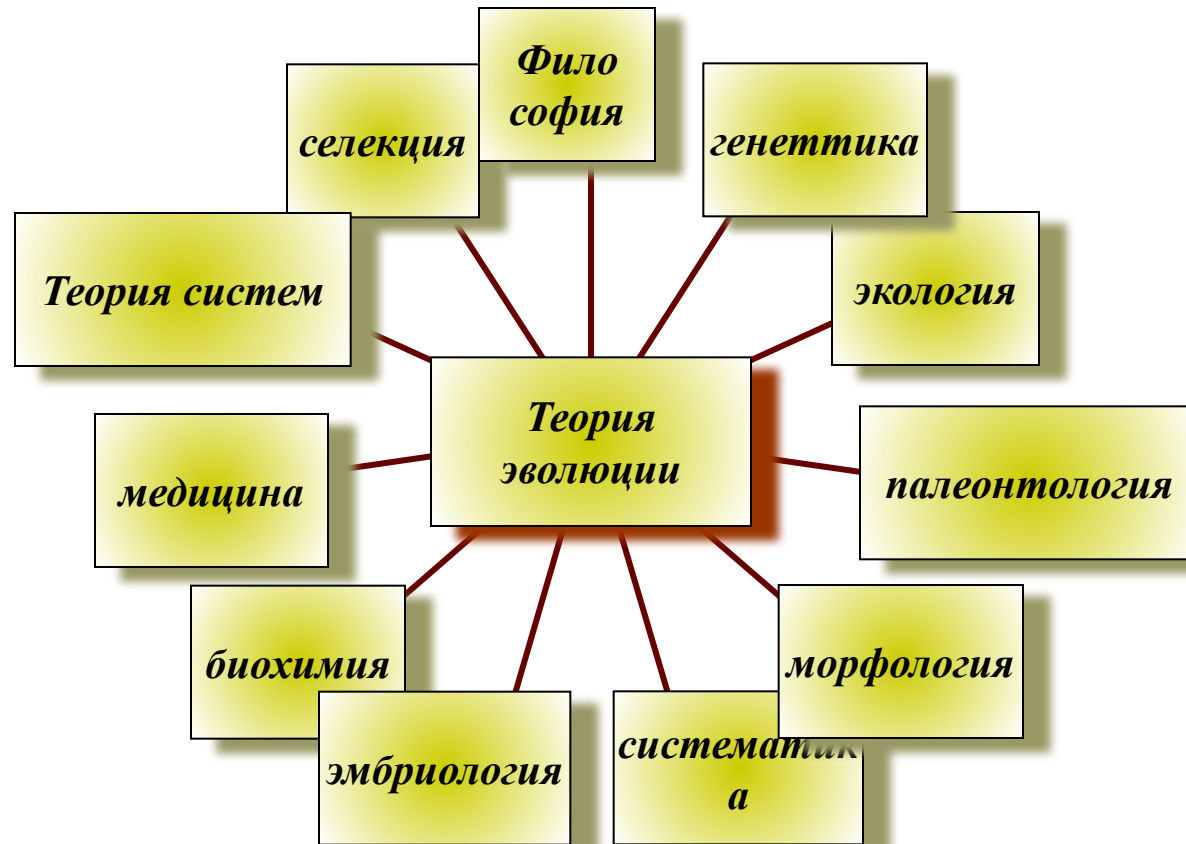 Фило
софия
селекция
генеттика
Теория систем
экология
Теория
эволюции
медицина
палеонтология
биохимия
морфология
эмбриология
систематик
а